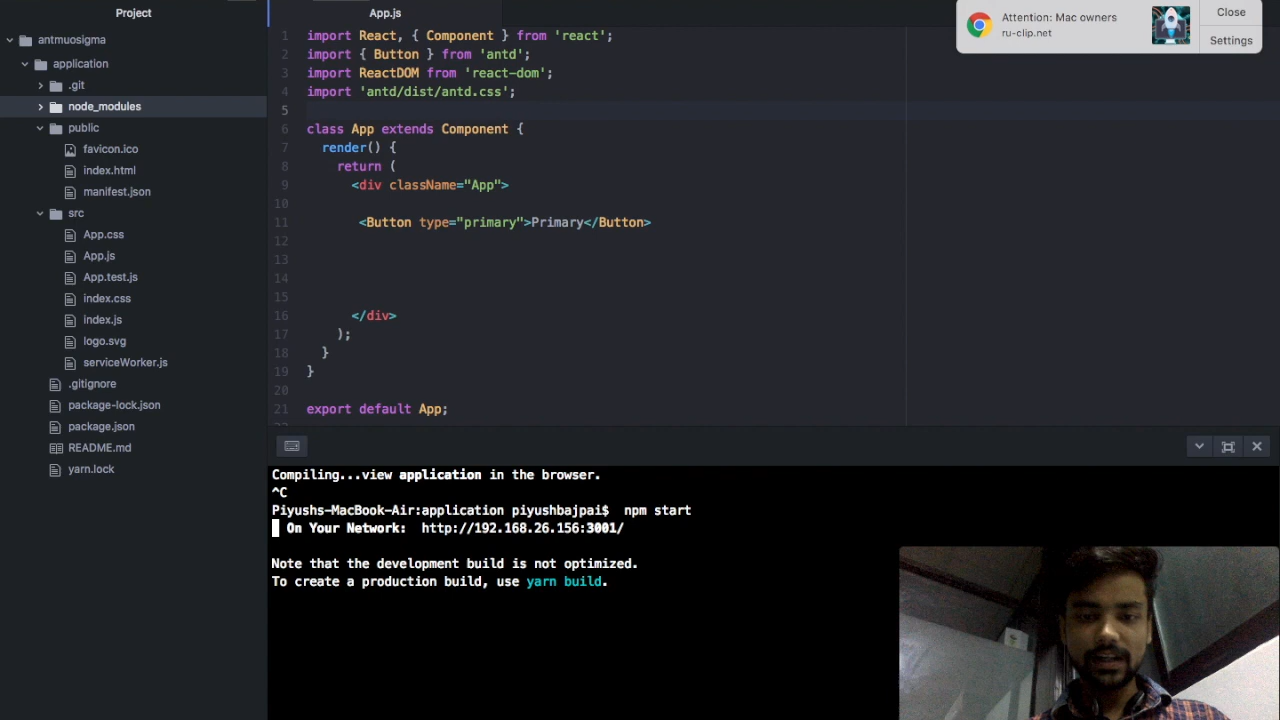 Project
antmuosigma
application
.git
node_modules
public
favicon.ico
index.html
manifest.json
src
App.css
App.js
App.test.js
index.css
index.js
logo.svg
serviceWorker.js
.gitignore
package-lock.json
package.json
README.md
yarn.lock
App.js
1 import React, { Component } from 'react';
2 import { Button } from 'antd';
3 import ReactDOM from 'react-dom';
4 import 'antd/dist/antd.css';
5
6 class App extends Component {
7 render() {
8 return (
9 <div className="App">
10
11 <Button type="primary">Primary</Button>
12
13
14
15
16 </div>
17 );
18 }
19 }
20
21 export default App;
Attention: Mac owners
ru-clip.net
Close
Settings
Compiling...view application in the browser.
^C
Piyushs-MacBook-Air:application piyushbajpai$ npm start
On Your Network: http://192.168.26.156:3001/
Note that the development build is not optimized.
To create a production build, use yarn build.